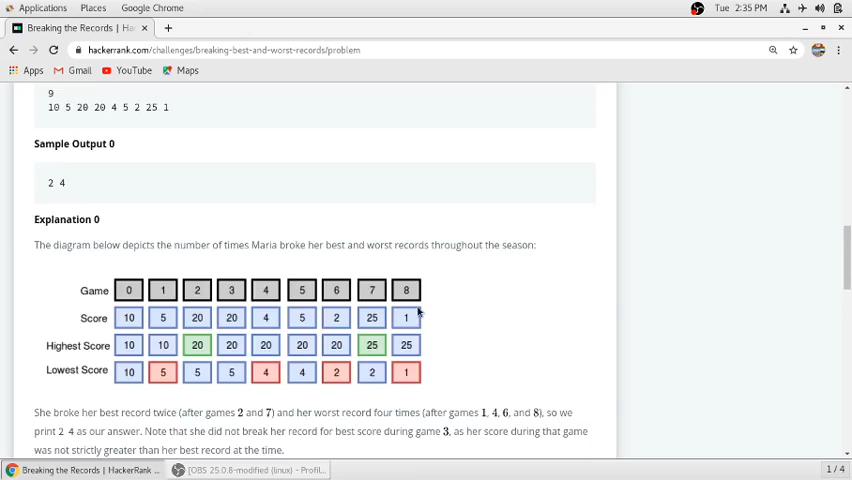 Applications Places Google Chrome Tue 2:35 PM
Breaking the Records | Ha
hackerrank.com/challenges/breaking-best-and-worst-records/problem
Apps Gmail YouTube Maps
9
10 5 20 20 4 5 2 25 1
Sample Output 0
2 4
Explanation 0
The diagram below depicts the number of times Maria broke her best and worst records throughout the season:
Game 0 1 2 3 4 5 6 7 8
Score 10 5 20 20 4 5 2 25 1
Highest Score 10 10 20 20 20 20 20 25 25
Lowest Score 10 5 5 5 4 4 2 2 1
She broke her best record twice (after games 2 and 7) and her worst record four times (after games 1, 4, 6, and 8), so we
print 2 4 as our answer. Note that she did not break her record for best score during game 3, as her score during that game
was not strictly greater than her best record at the time.
Breaking the Records | HackerRank ... [OBS 25.0.8-modified (linux) - Profil... 1 / 4